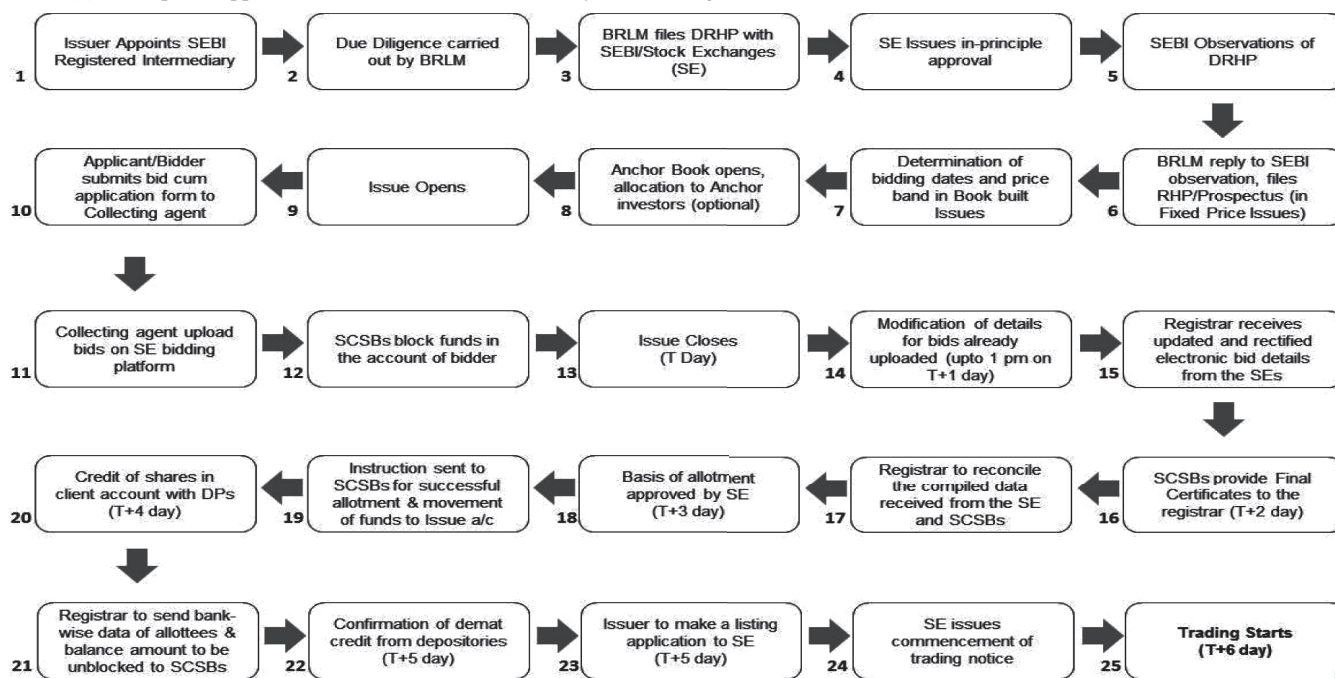 1
Issuer Appoints SEBI
Registered Intermediary
2
Due Diligence carried
out by BRLM
3
BRLM files DRHP with
SEBI/Stock Exchanges
(SE)
4
SE Issues in-principle
approval
5
SEBI Observations of
DRHP
6
BRLM reply to SEBI
observation, files
RHP/Prospectus (in
Fixed Price Issues)
7
Determination of
bidding dates and price
band in Book built
Issues
8
Anchor Book opens,
allocation to Anchor
investors (optional)
9
Issue Opens
10
Applicant/Bidder
submits bid cum
application form to
Collecting agent
11
Collecting agent upload
bids on SE bidding
platform
12
SCSBs block funds in
the account of bidder
13
Issue Closes
(T Day)
14
Modification of details
for bids already
uploaded (upto 1 pm on
T+1 day)
15
Registrar receives
updated and rectified
electronic bid details
from the SEs
16
SCSBs provide Final
Certificates to the
registrar (T+2 day)
17
Registrar to reconcile
the compiled data
received from the SE
and SCSBs
18
Basis of allotment
approved by SE
(T+3 day)
19
Instruction sent to
SCSBs for successful
allotment & movement
of funds to Issue a/c
20
Credit of shares in
client account with DPs
(T+4 day)
21
Registrar to send bank-
wise data of allottees &
balance amount to be
unblocked to SCSBs
22
Confirmation of demat
credit from depositories
(T+5 day)
23
Issuer to make a listing
application to SE
(T+5 day)
24
SE issues
commencement of
trading notice
25
Trading Starts
(T+6 day)